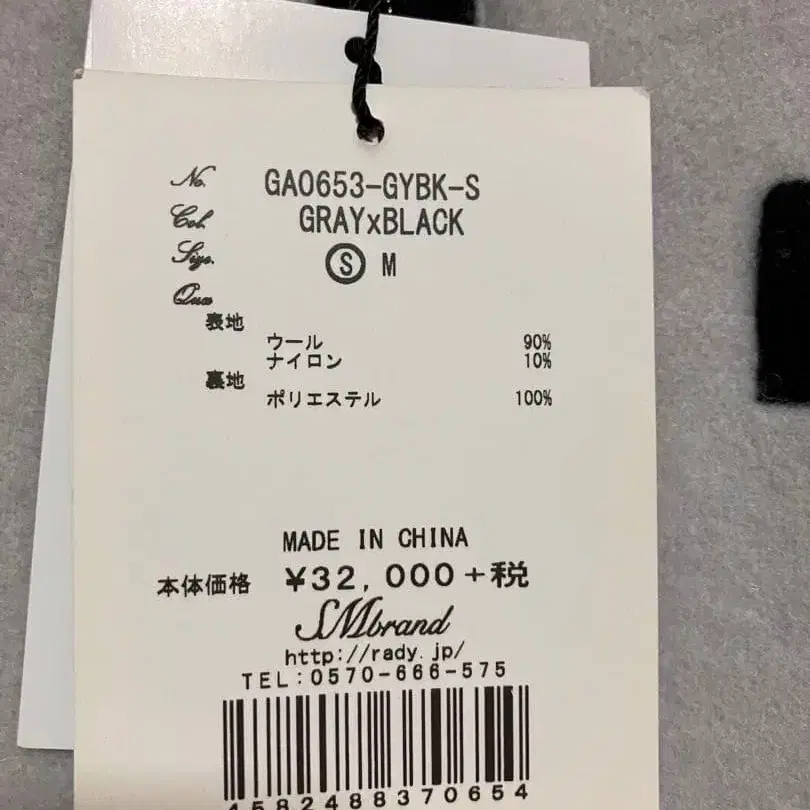 No. GA0653-GYBK-S
Col. GRAYxBLACK
Size. S M
Qua
表地
ウール 90%
ナイロン 10%
裏地
ポリエステル 100%
MADE IN CHINA
本体価格 ¥32,000+税
SMbrand
http://rady.jp/
TEL:0570-666-575
4582488370654